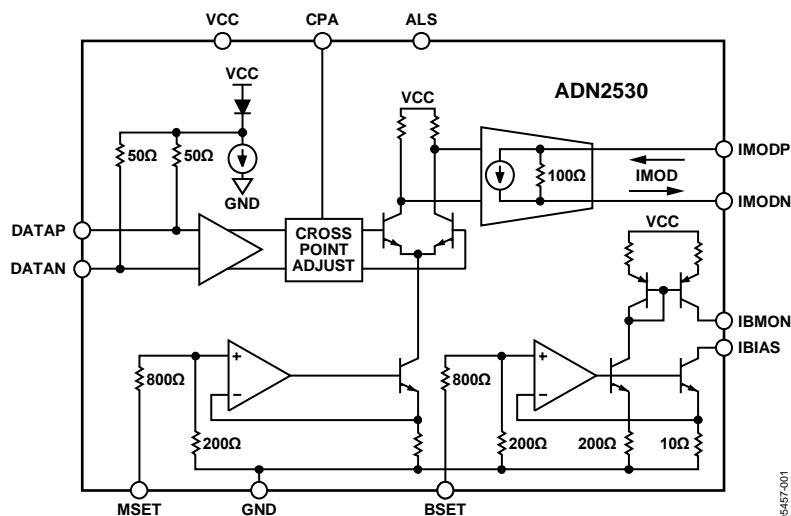 VCC CPA ALS
VCC
VCC
ADN2530
50Ω 50Ω
GND
100Ω
IMOD
IMODP
IMODN
DATAP
DATAN
CROSS
POINT
ADJUST
VCC
IBMON
IBIAS
800Ω
+
–
200Ω
800Ω
+
–
200Ω 200Ω 10Ω
MSET GND BSET
05457-001